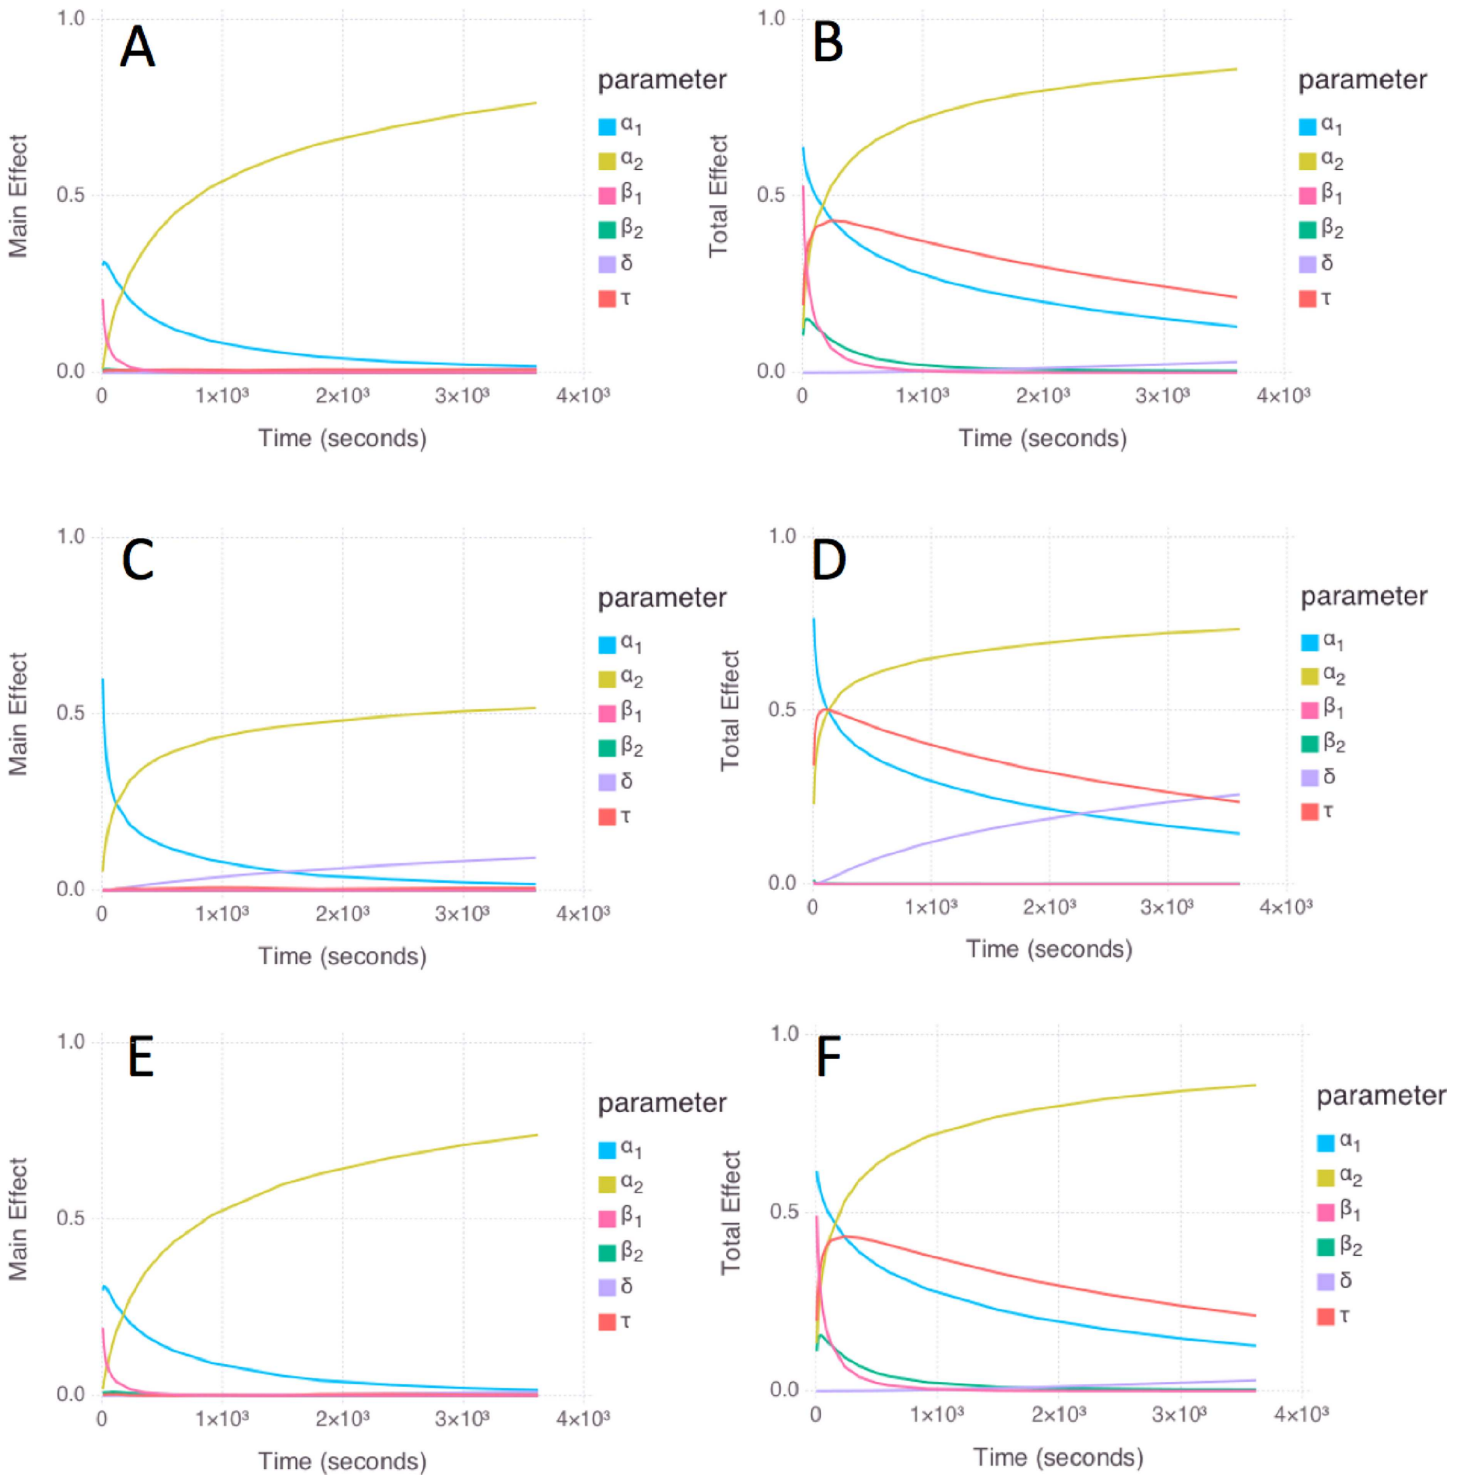 A
1.0
0.5
0.0
Main Effect
0
1×10³
2×10³
3×10³
4×10³
Time (seconds)
parameter
α₁
α₂
β₁
β₂
δ
τ
B
1.0
0.5
0.0
Total Effect
0
1×10³
2×10³
3×10³
4×10³
Time (seconds)
parameter
α₁
α₂
β₁
β₂
δ
τ
C
1.0
0.5
0.0
Main Effect
0
1×10³
2×10³
3×10³
4×10³
Time (seconds)
parameter
α₁
α₂
β₁
β₂
δ
τ
D
1.0
0.5
0.0
Total Effect
0
1×10³
2×10³
3×10³
4×10³
Time (seconds)
parameter
α₁
α₂
β₁
β₂
δ
τ
E
1.0
0.5
0.0
Main Effect
0
1×10³
2×10³
3×10³
4×10³
Time (seconds)
parameter
α₁
α₂
β₁
β₂
δ
τ
F
1.0
0.5
0.0
Total Effect
0
1×10³
2×10³
3×10³
4×10³
Time (seconds)
parameter
α₁
α₂
β₁
β₂
δ
τ